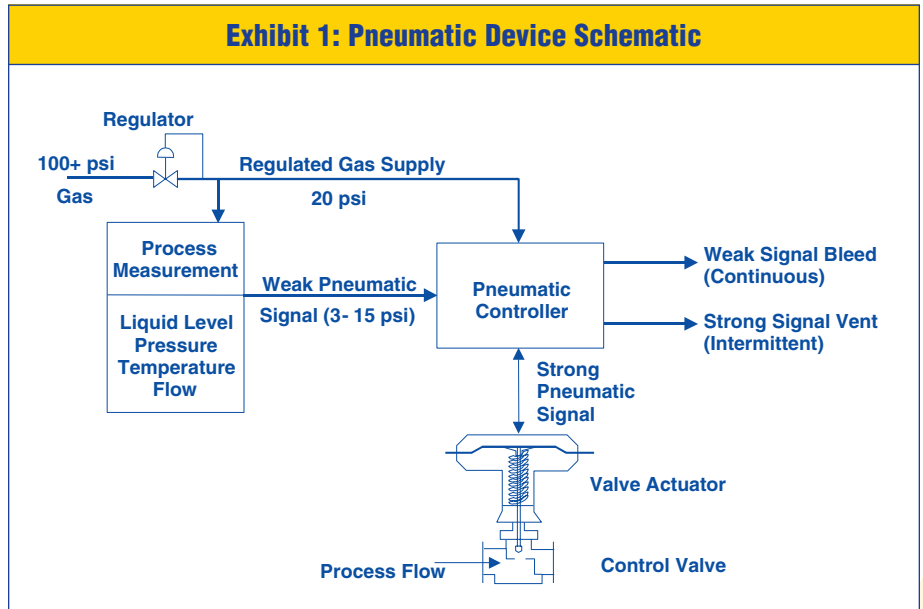 Exhibit 1: Pneumatic Device Schematic
Regulator
100+ psi
Gas
Regulated Gas Supply
20 psi
Process
Measurement
Liquid Level
Pressure
Temperature
Flow
Weak Pneumatic
Signal (3- 15 psi)
Pneumatic
Controller
Weak Signal Bleed
(Continuous)
Strong Signal Vent
(Intermittent)
Strong
Pneumatic
Signal
Valve Actuator
Process Flow
Control Valve